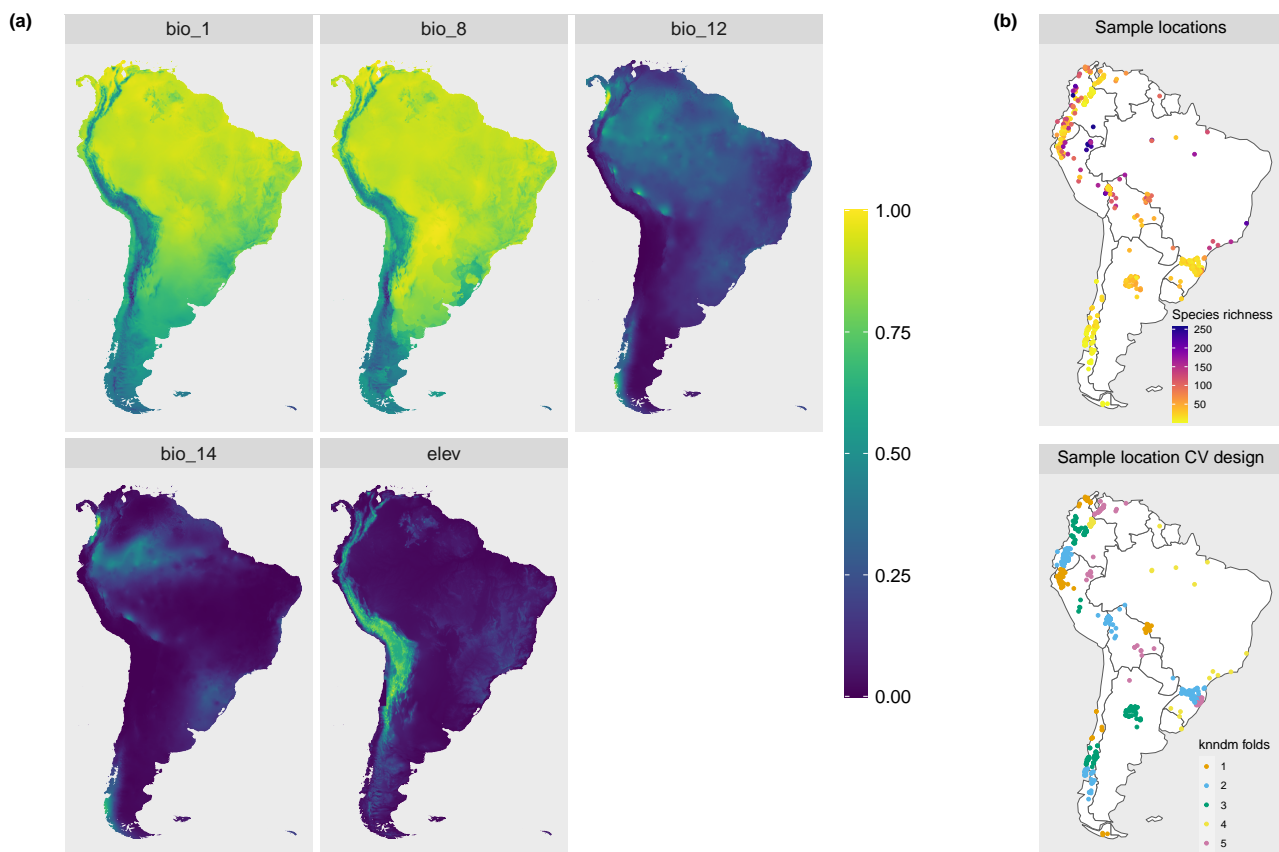 (a)
bio_1
bio_8
bio_12
bio_14
elev
1.00
0.75
0.50
0.25
0.00
(b)
Sample locations
Species richness
250
200
150
100
50
Sample location CV design
knndm folds
1
2
3
4
5